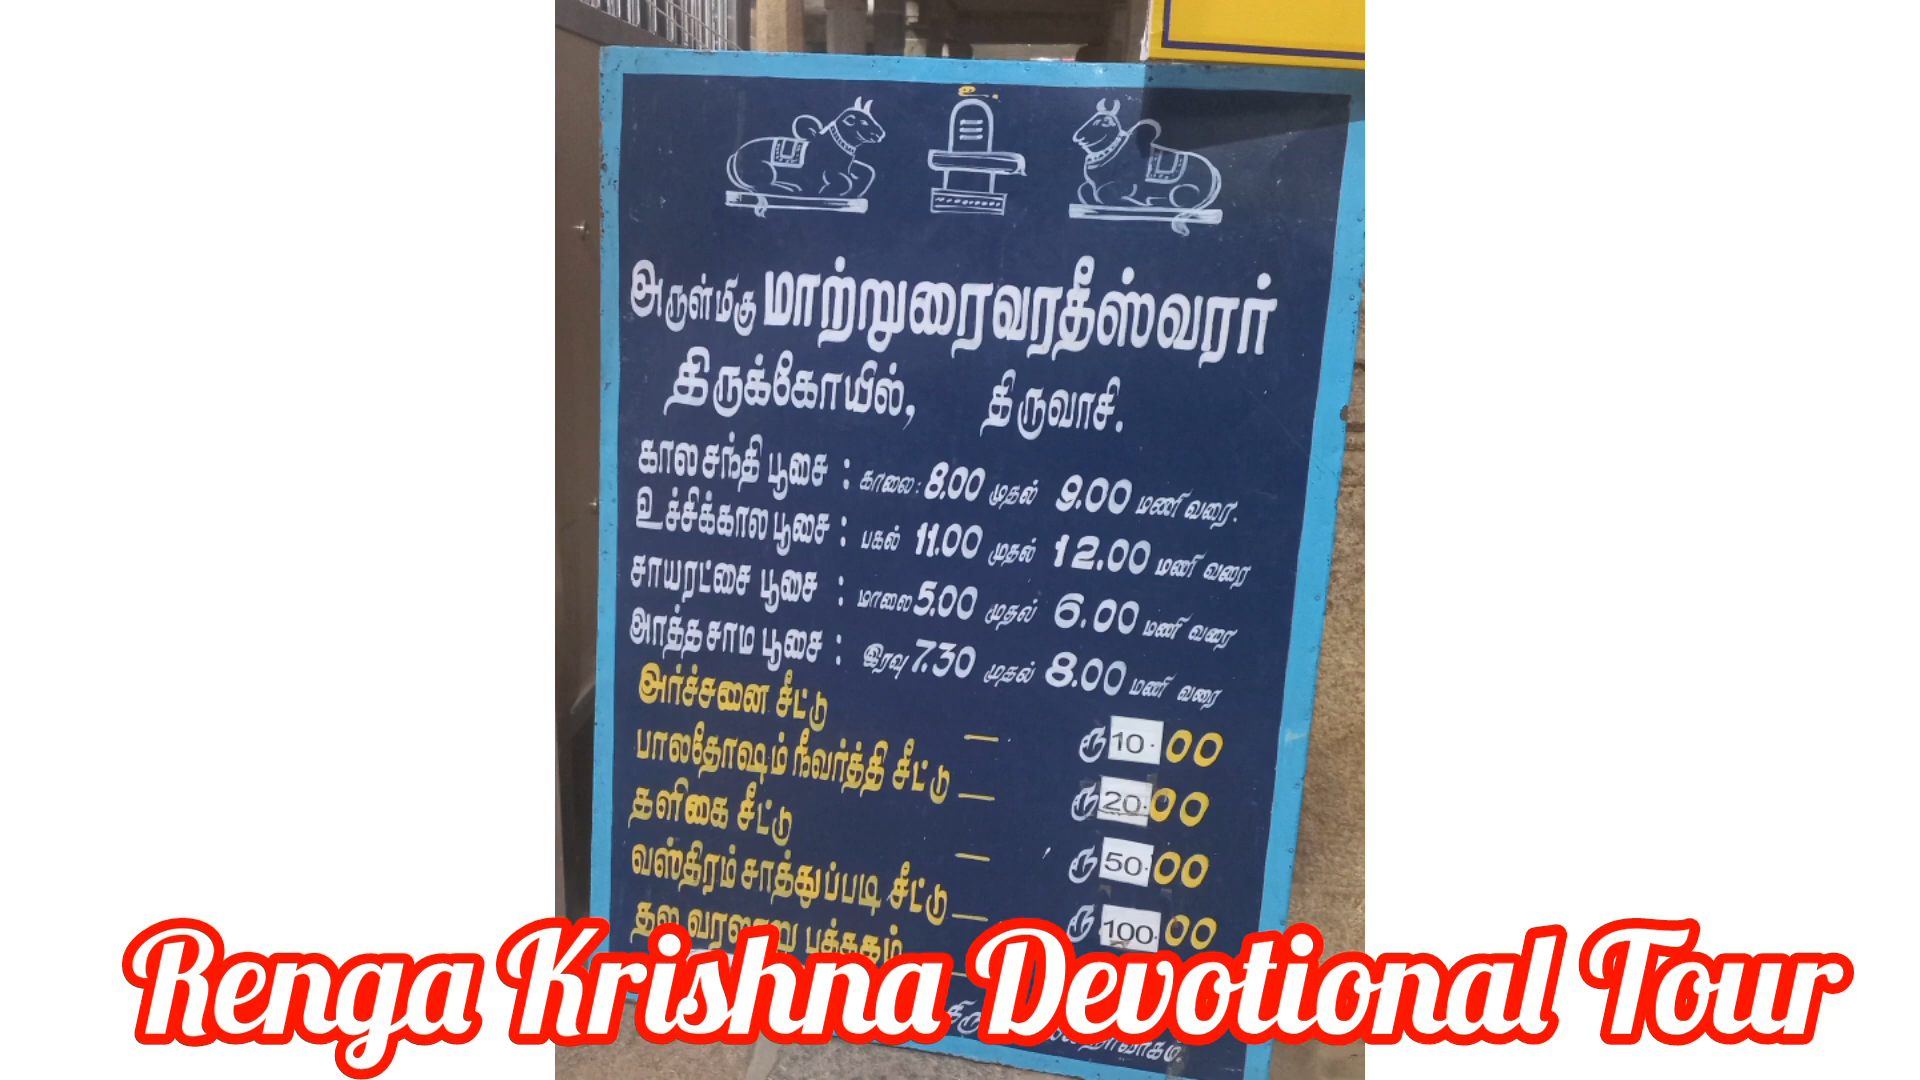 உ
அருள்மிகு மாற்றுரைவரதீஸ்வரர்
திருக்கோயில், திருவாசி.
காலசந்தி பூசை : காலை: 8.00 முதல் 9.00 மணி வரை.
உச்சிக்கால பூசை : பகல் 11.00 முதல் 12.00 மணி வரை
சாயரட்சை பூசை : மாலை 5.00 முதல் 6.00 மணி வரை
அர்த்தசாம பூசை : இரவு 7.30 முதல் 8.00 மணி வரை
அர்ச்சனை சீட்டு — ரூ 10.00
பாலதோஷம் நீவர்த்தி சீட்டு — ரூ 20.00
தளிகை சீட்டு — ரூ 50.00
வஸ்திரம் சாத்துப்படி சீட்டு — ரூ 100.00
தல வரலாறு புத்தகம் —
Renga Krishna Devotional Tour